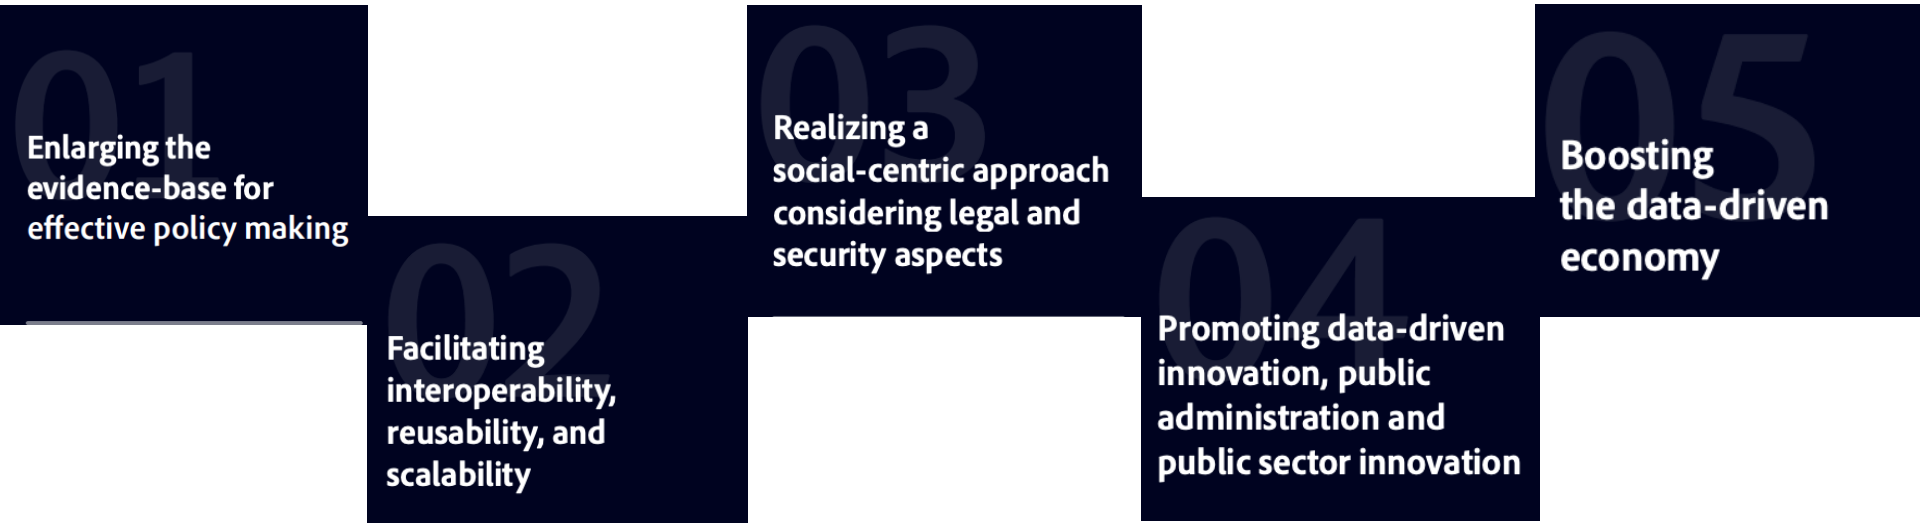 01
Enlarging the
evidence-base for
effective policy making
02
Facilitating
interoperability,
reusability, and
scalability
03
Realizing a
social-centric approach
considering legal and
security aspects
04
Promoting data-driven
innovation, public
administration and
public sector innovation
05
Boosting
the data-driven
economy